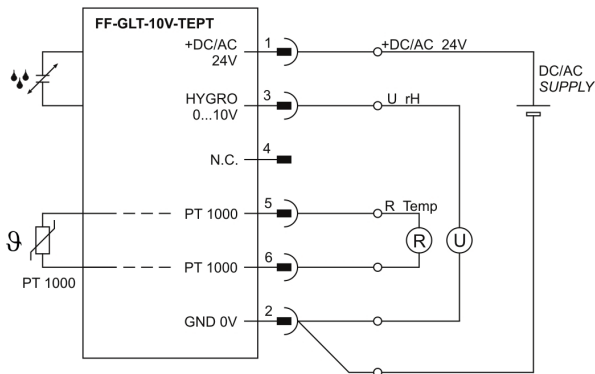 FF-GLT-10V-TEPT
+DC/AC
24V
1
+DC/AC 24V
DC/AC
SUPPLY
HYGRO
0...10V
3
U rH
N.C.
4
PT 1000
5
R Temp
ϑ
R
U
PT 1000
PT 1000
6
GND 0V
2